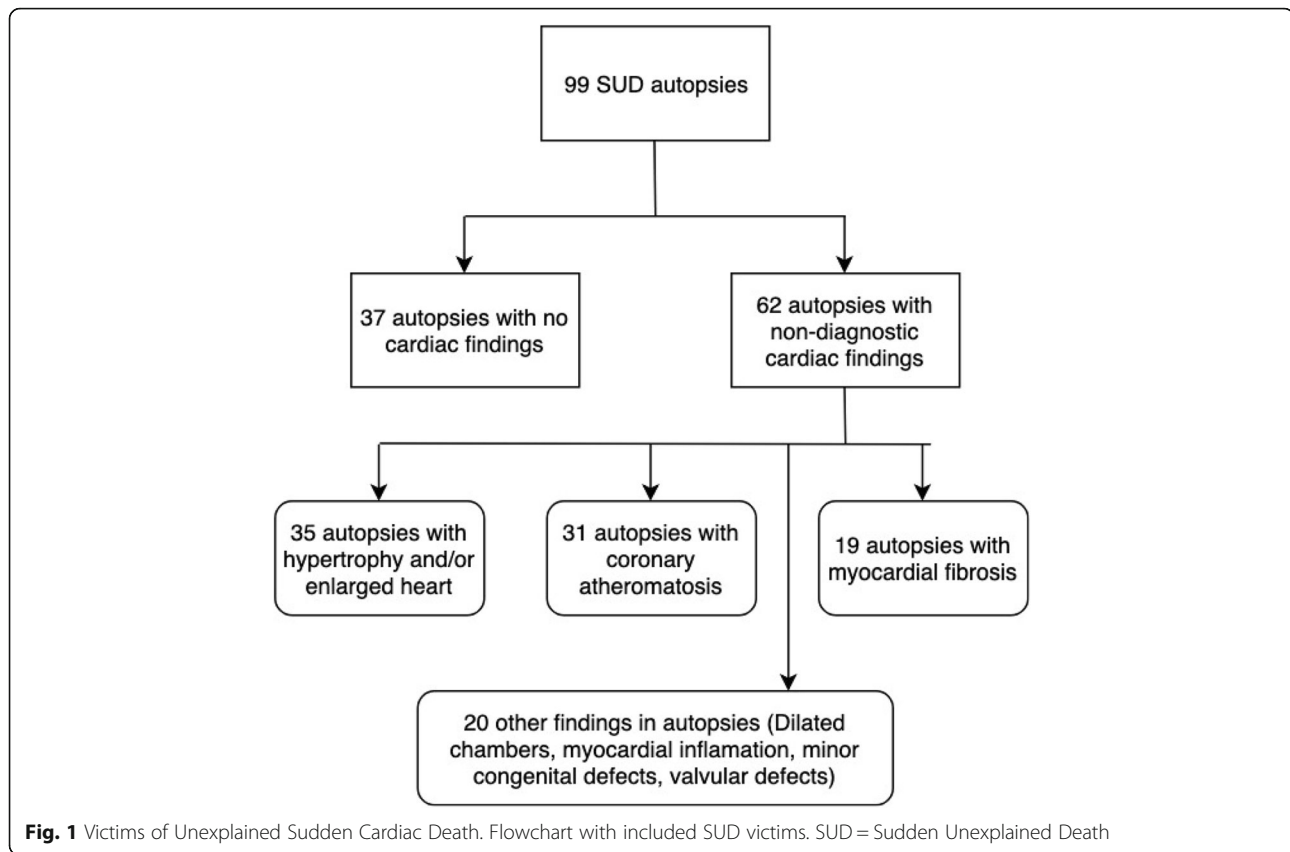 99 SUD autopsies
37 autopsies with no
cardiac findings
62 autopsies with
non-diagnostic
cardiac findings
35 autopsies with
hypertrophy and/or
enlarged heart
31 autopsies with
coronary
atheromatosis
19 autopsies with
myocardial fibrosis
20 other findings in autopsies (Dilated
chambers, myocardial inflamation, minor
congenital defects, valvular defects)
Fig. 1 Victims of Unexplained Sudden Cardiac Death. Flowchart with included SUD victims. SUD = Sudden Unexplained Death